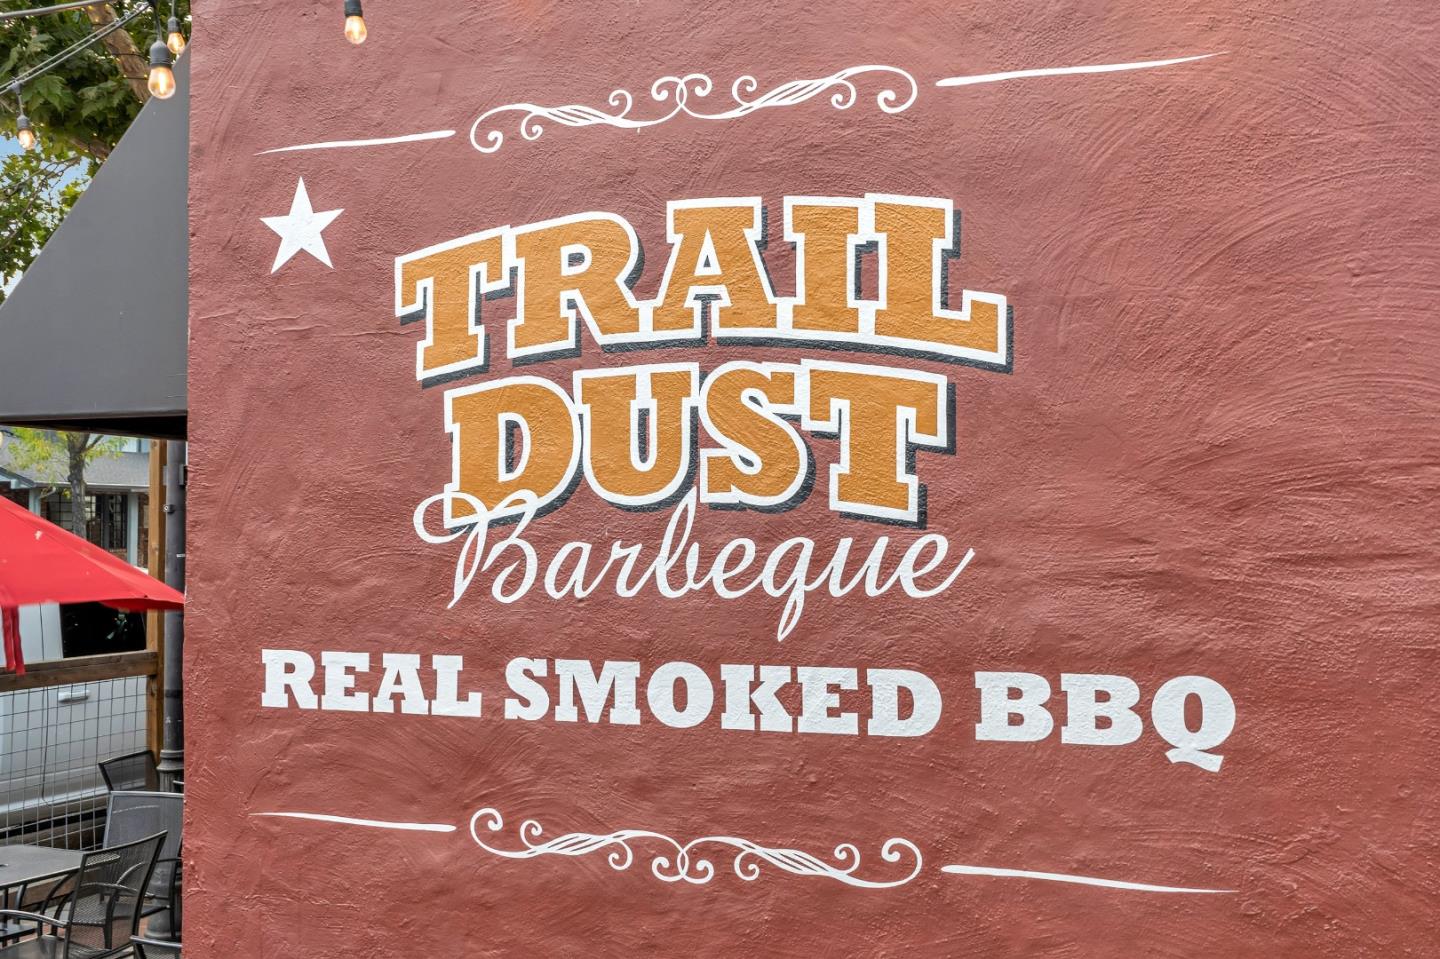 TRAIL
DUST
Barbeque
REAL SMOKED BBQ